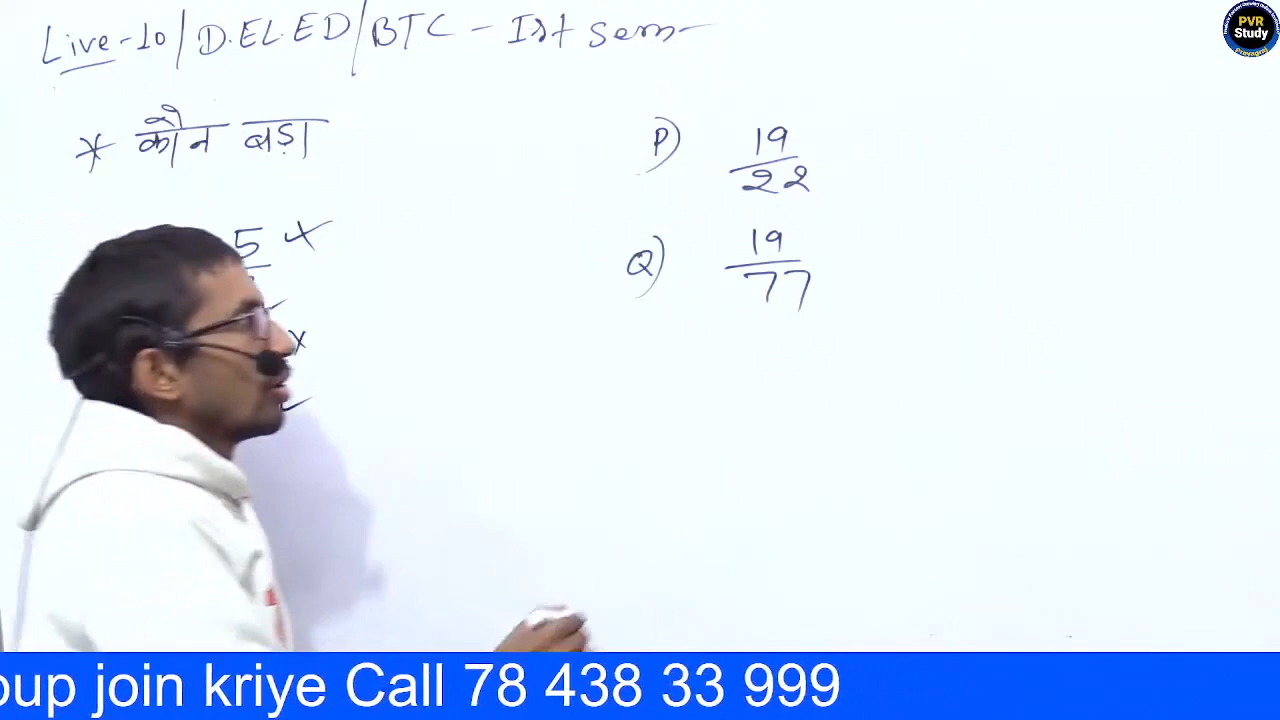 Live-10/D.EL.ED/BTC - Ist Sem
* कौन बड़ा
5
P) 19/22
Q) 19/77
PVR
Study
Prayagraj
oup join kriye Call 78 438 33 999